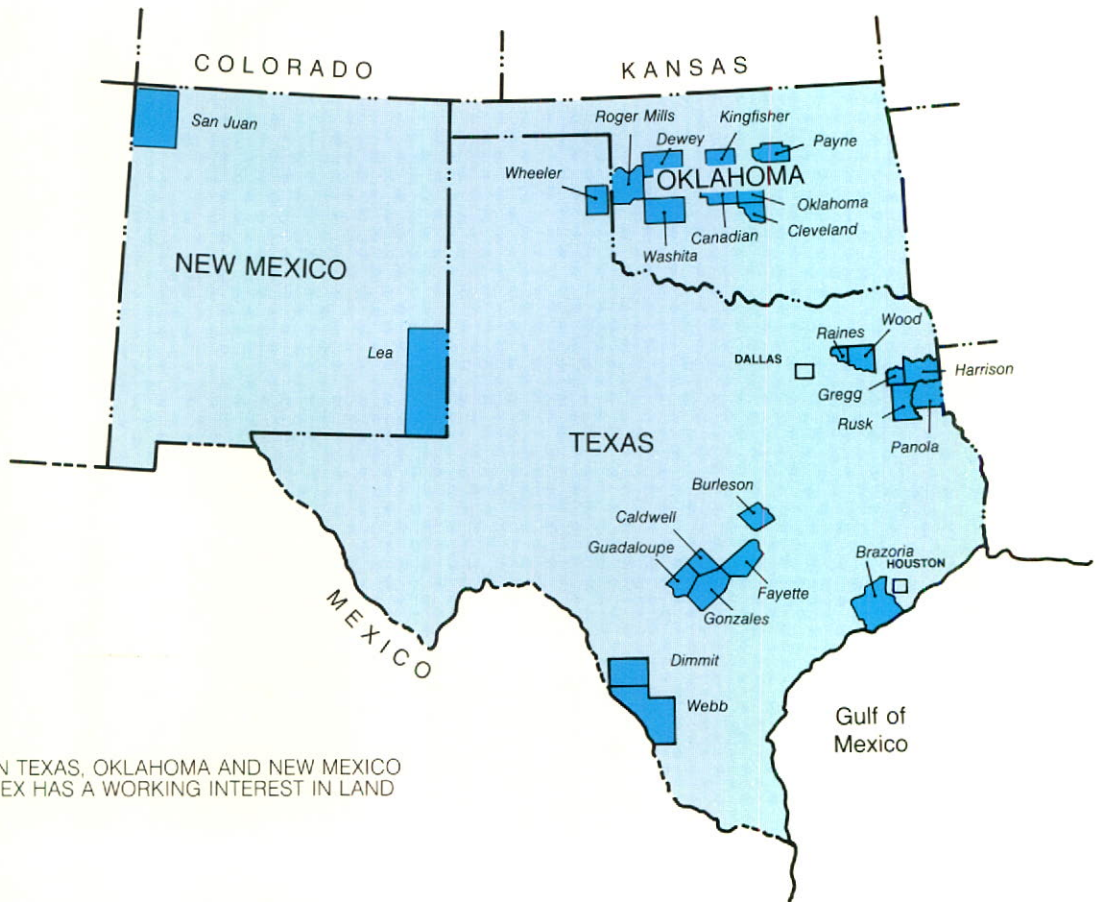 COLORADO
KANSAS
San Juan
Roger Mills
Kingfisher
Dewey
Payne
Wheeler
OKLAHOMA
Oklahoma
Canadian
Cleveland
Washita
NEW MEXICO
Lea
Raines
Wood
DALLAS
Harrison
Gregg
Rusk
Panola
TEXAS
Burleson
Caldwell
Guadaloupe
Brazoria
HOUSTON
Fayette
Gonzales
MEXICO
Dimmit
Webb
Gulf of
Mexico
N TEXAS, OKLAHOMA AND NEW MEXICO
EX HAS A WORKING INTEREST IN LAND